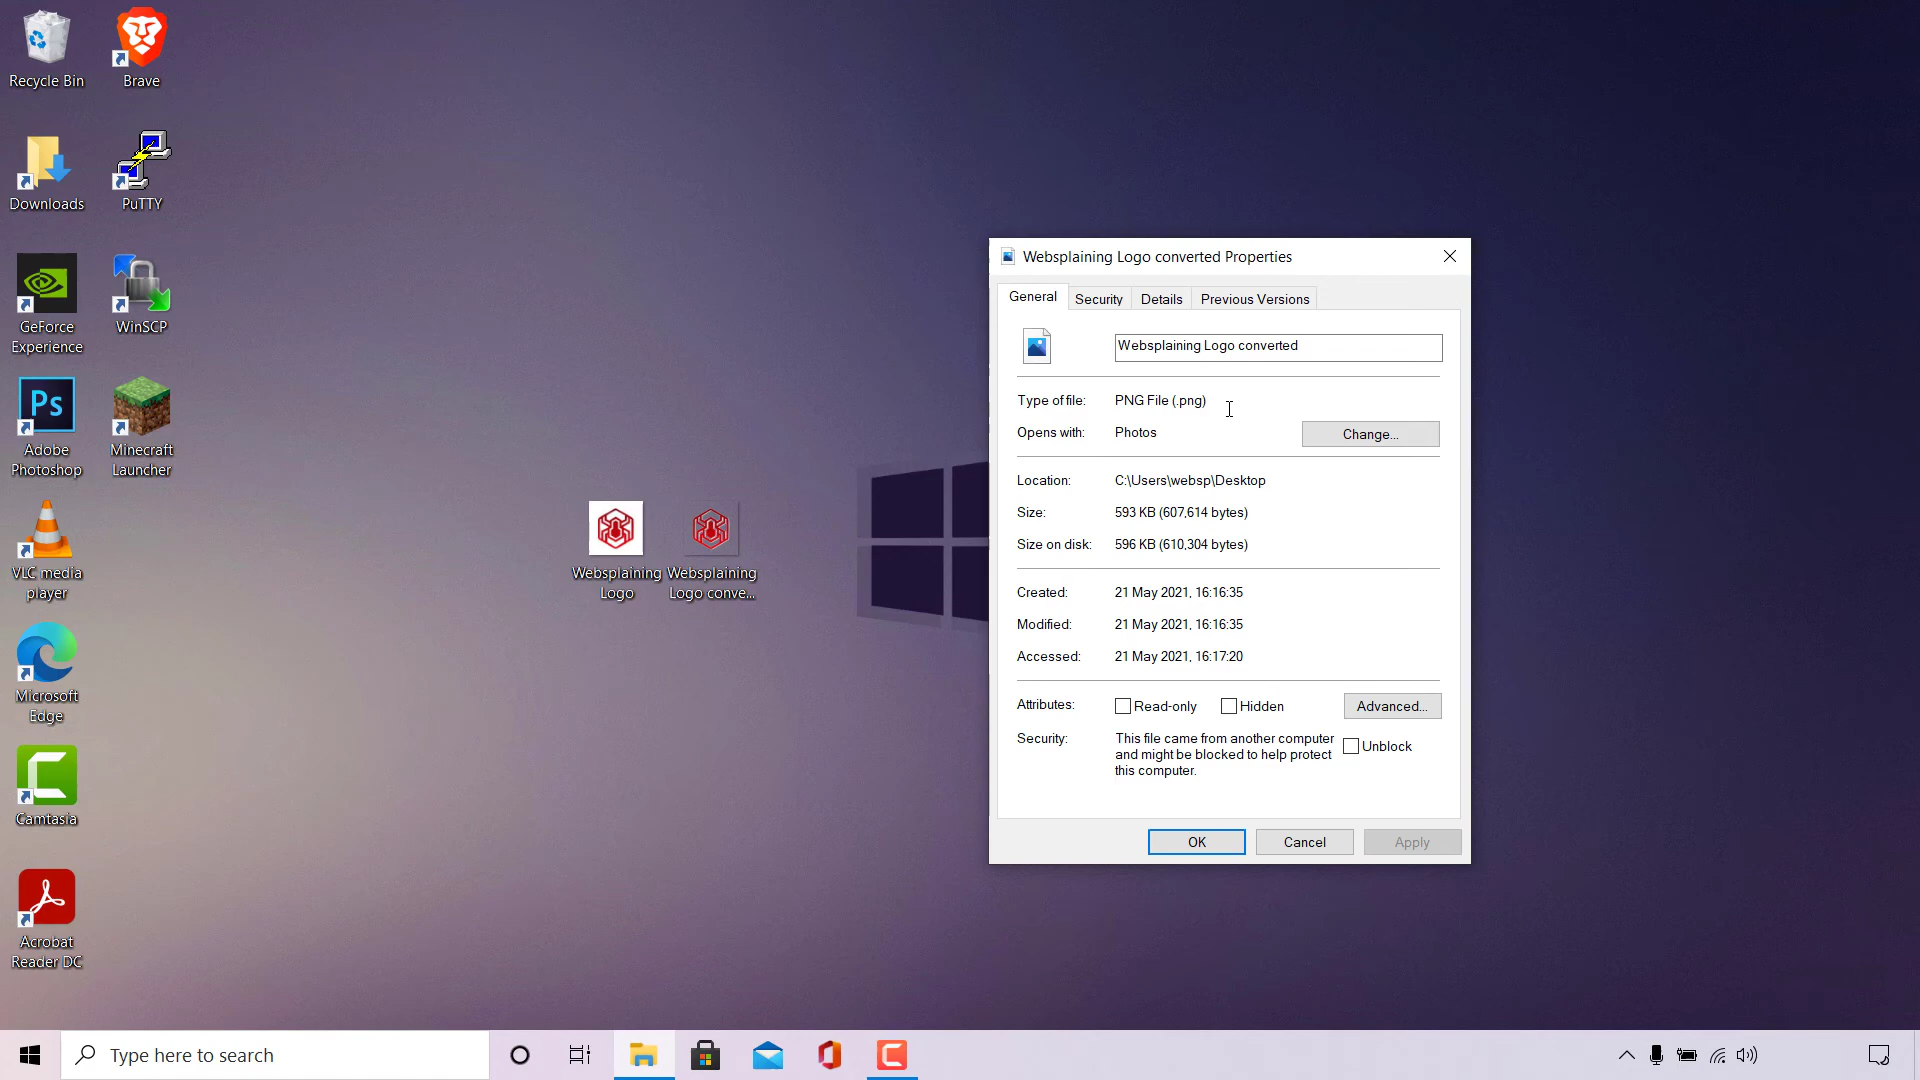 Recycle Bin
Brave
Downloads
PuTTY
GeForce
Experience
WinSCP
Ps
Adobe
Photoshop
Minecraft
Launcher
VLC media
player
Microsoft
Edge
Camtasia
Acrobat
Reader DC
Websplaining
Logo
Websplaining
Logo conve...
Websplaining Logo converted Properties
General Security Details Previous Versions
Websplaining Logo converted
Type of file: PNG File (.png)
Opens with: Photos Change...
Location: C:\Users\websp\Desktop
Size: 593 KB (607,614 bytes)
Size on disk: 596 KB (610,304 bytes)
Created: 21 May 2021, 16:16:35
Modified: 21 May 2021, 16:16:35
Accessed: 21 May 2021, 16:17:20
Attributes: Read-only Hidden Advanced...
Security: This file came from another computer
and might be blocked to help protect
this computer.
Unblock
OK Cancel Apply
Type here to search